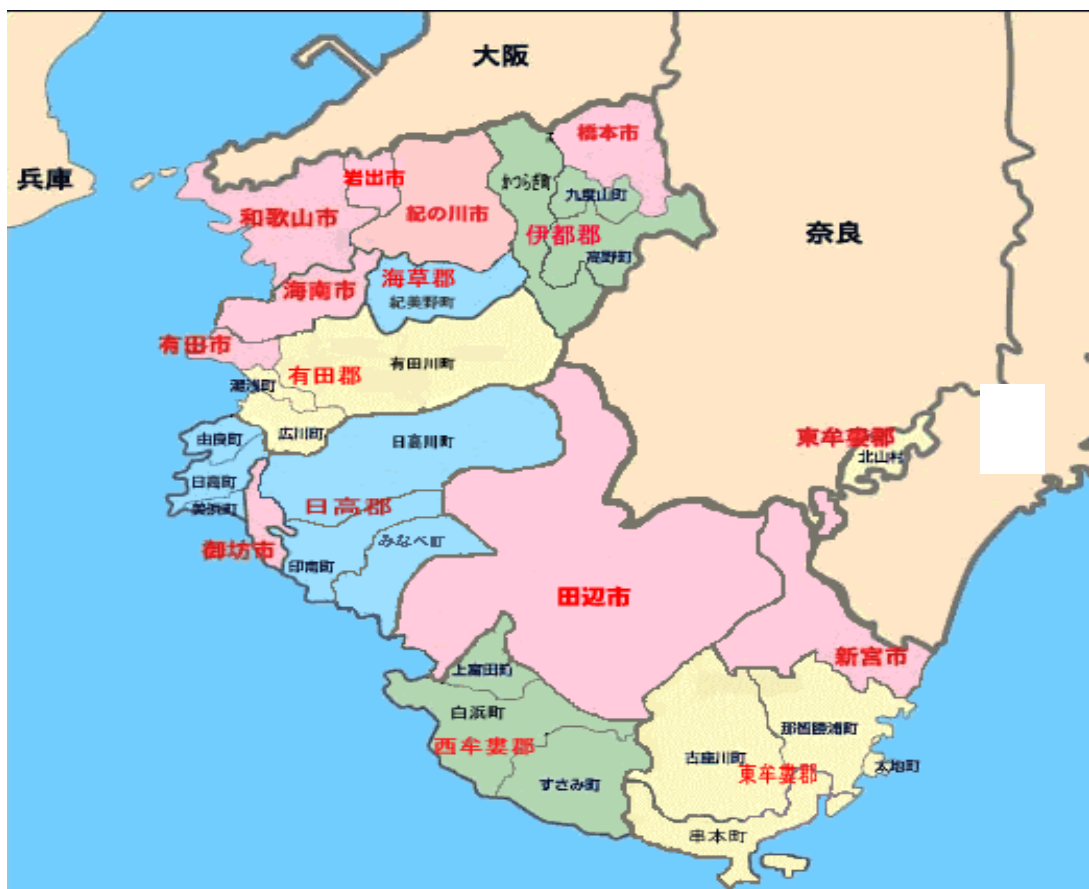 大阪
兵庫
奈良
橋本市
岩出市
かつらぎ町
九度山町
和歌山市
紀の川市
伊都郡
高野町
海草郡
海南市
紀美野町
有田市
有田川町
有田郡
湯浅町
広川町
由良町
日高川町
東牟婁郡
北山村
日高町
美浜町
日高郡
御坊市
みなべ町
印南町
田辺市
新宮市
上富田町
白浜町
那智勝浦町
西牟婁郡
古座川町
東牟婁郡
太地町
すさみ町
串本町